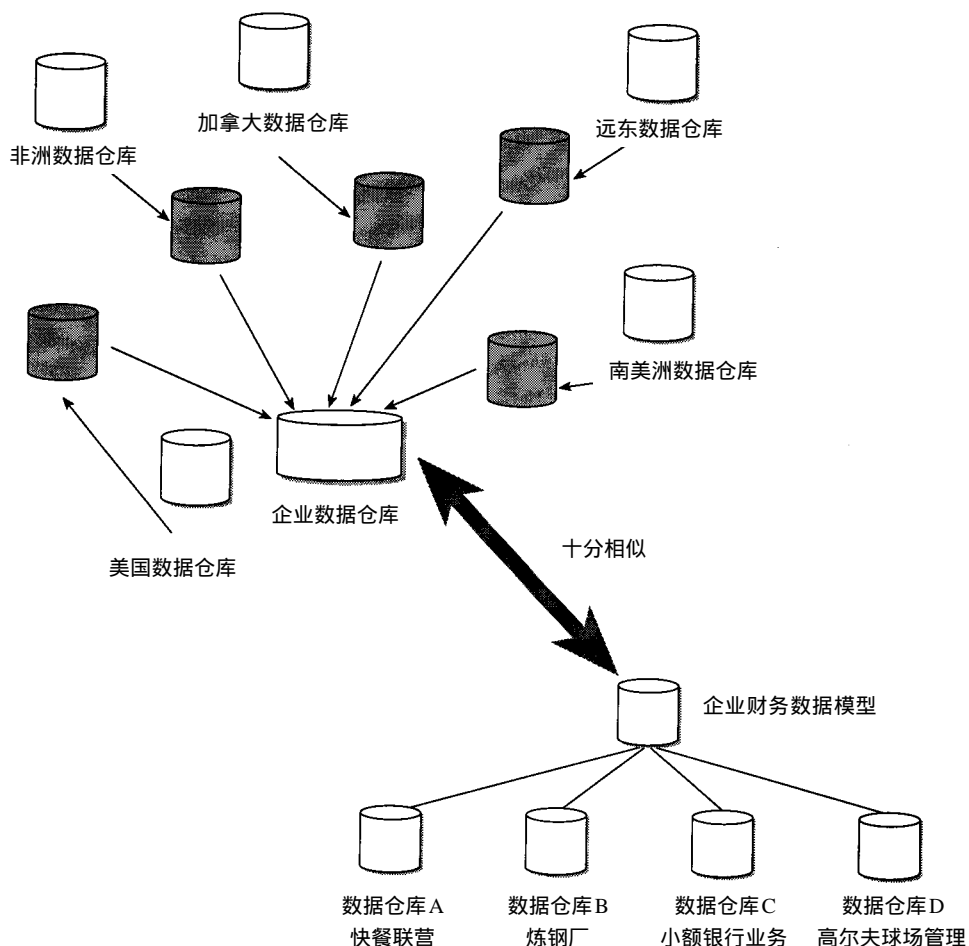 加拿大数据仓库
远东数据仓库
非洲数据仓库
南美洲数据仓库
企业数据仓库
美国数据仓库
十分相似
企业财务数据模型
数据仓库A
快餐联营
数据仓库B
炼钢厂
数据仓库C
小额银行业务
数据仓库D
高尔夫球场管理